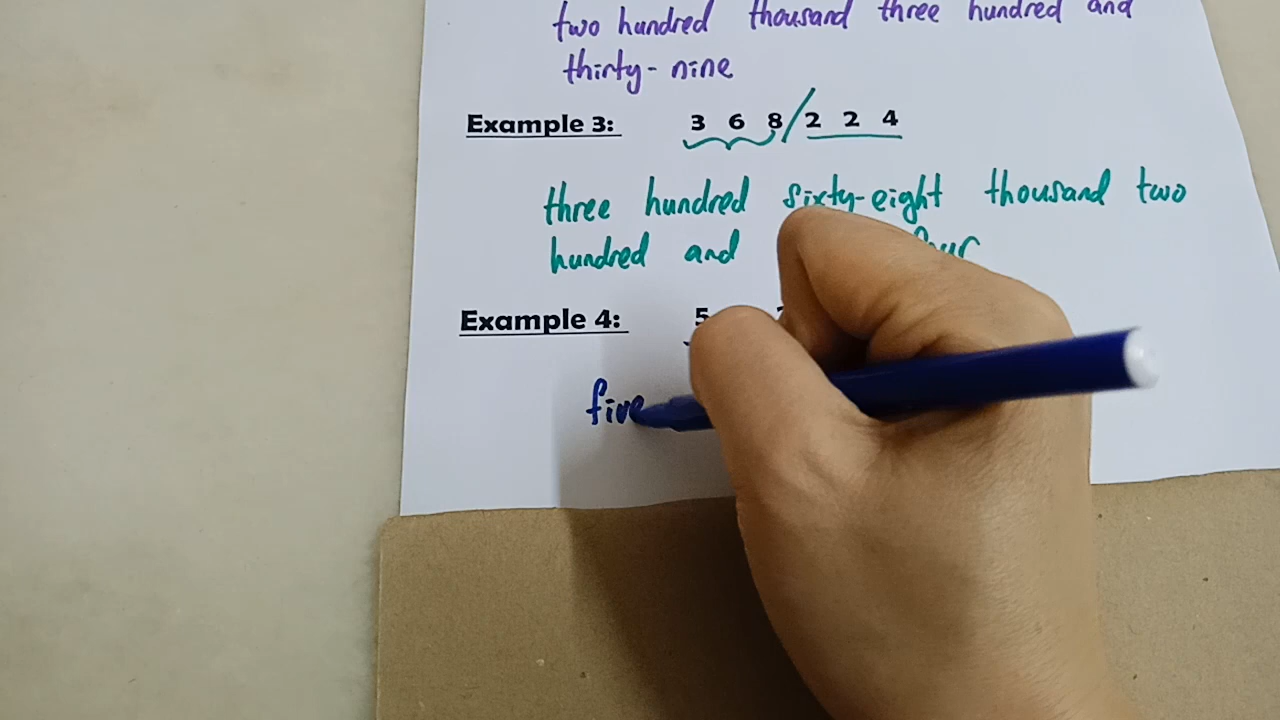 two hundred thousand three hundred and
thirty-nine
Example 3: 3 6 8/2 2 4
three hundred sixty-eight thousand two
hundred and
Example 4: 5
five